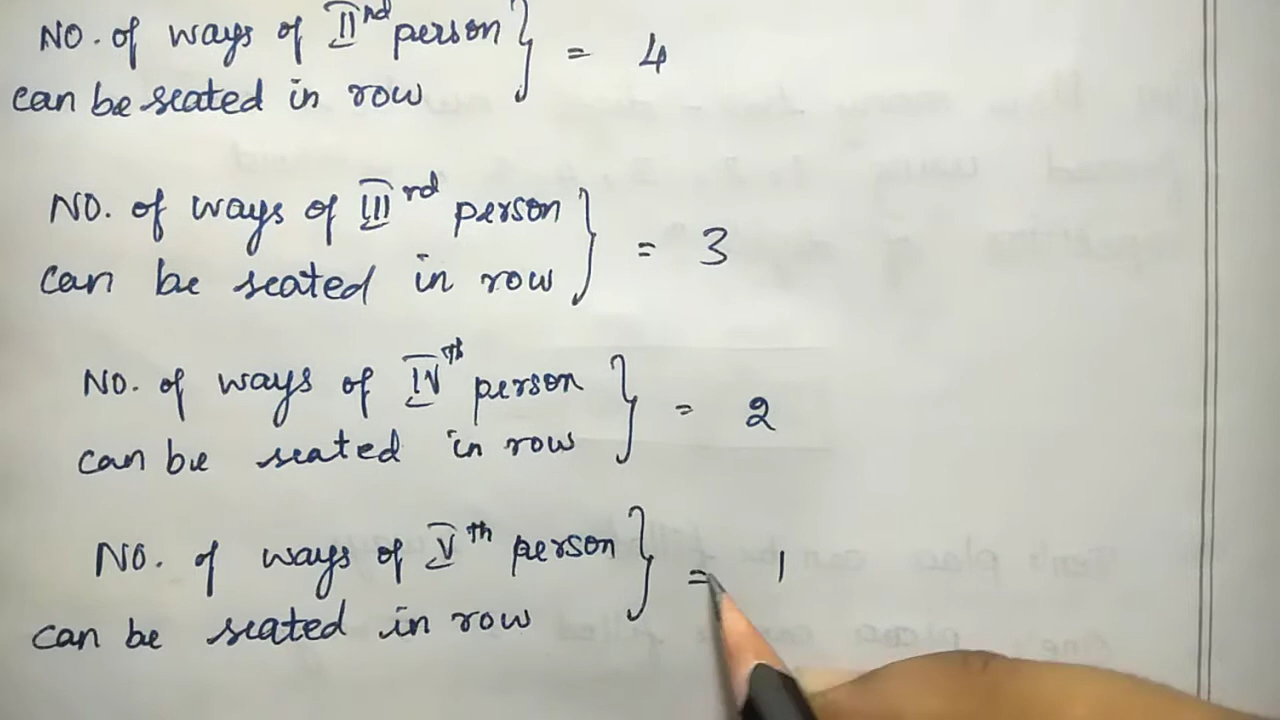 NO. of ways of IInd person } = 4
can be seated in row
NO. of ways of IIIrd person } = 3
can be seated in row
NO. of ways of IVth person } = 2
can be seated in row
NO. of ways of Vth person } = 1
can be seated in row